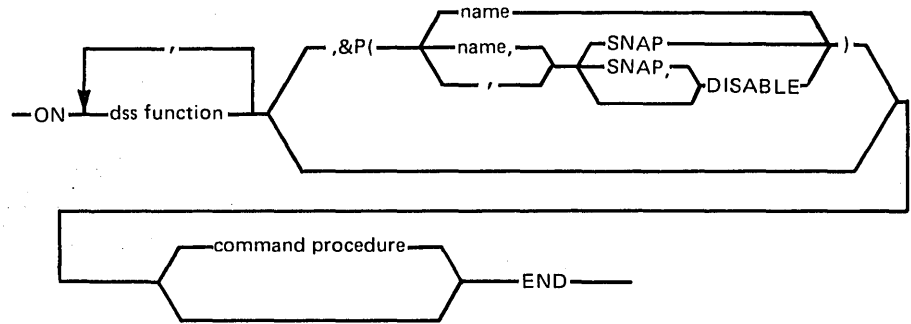 name
,
,&P( name, SNAP )
, SNAP,
DISABLE
ON dss function
command procedure
END